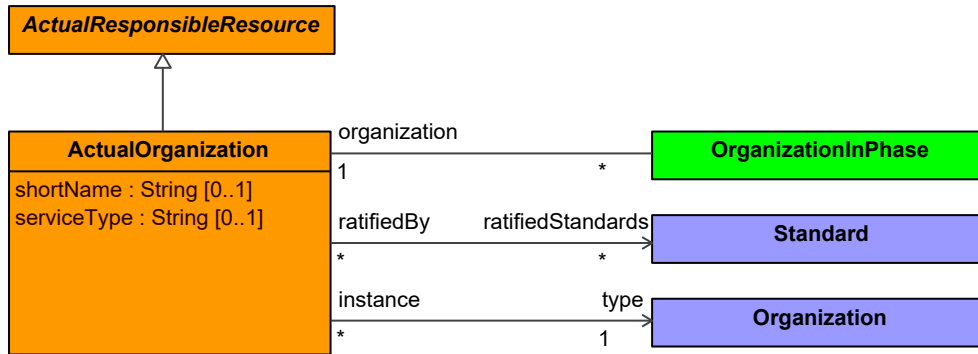 ActualResponsibleResource
ActualOrganization
shortName : String [0..1]
serviceType : String [0..1]
organization
1
*
OrganizationInPhase
ratifiedBy
ratifiedStandards
*
*
Standard
instance
type
*
1
Organization